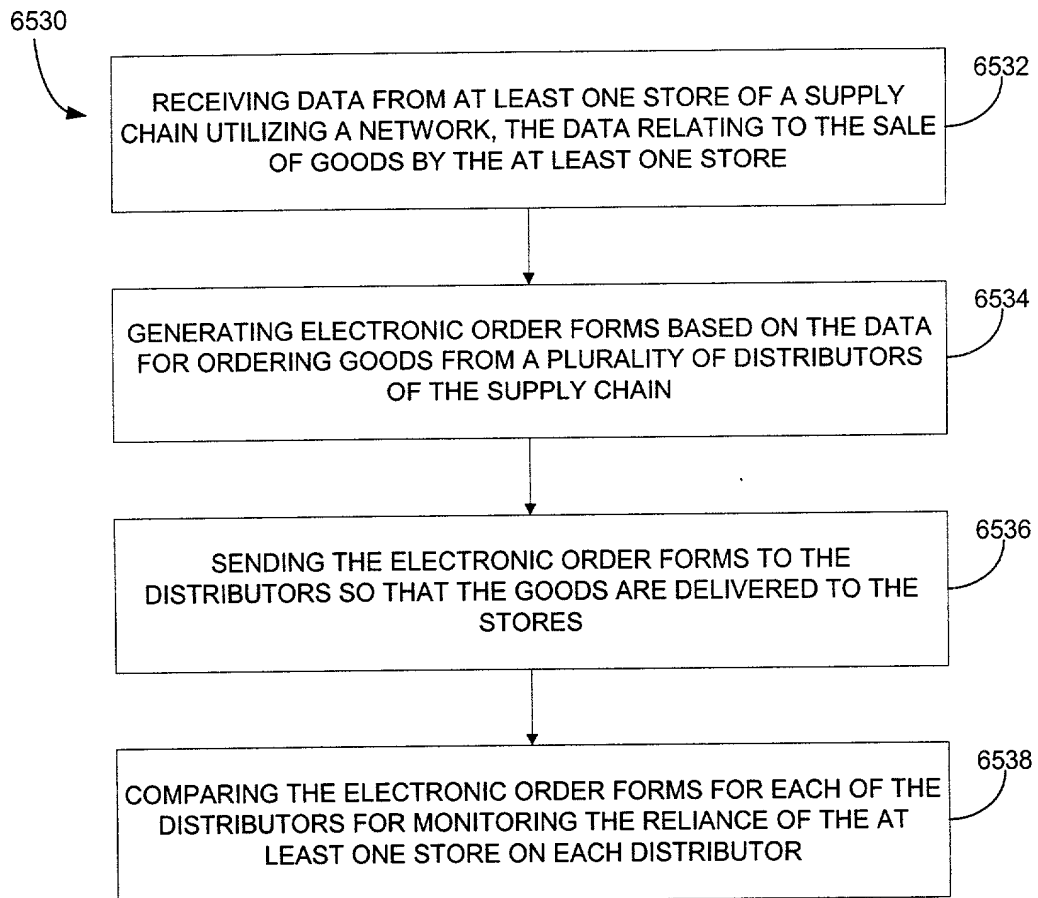 6530
6532
RECEIVING DATA FROM AT LEAST ONE STORE OF A SUPPLY
CHAIN UTILIZING A NETWORK, THE DATA RELATING TO THE SALE
OF GOODS BY THE AT LEAST ONE STORE
6534
GENERATING ELECTRONIC ORDER FORMS BASED ON THE DATA
FOR ORDERING GOODS FROM A PLURALITY OF DISTRIBUTORS
OF THE SUPPLY CHAIN
6536
SENDING THE ELECTRONIC ORDER FORMS TO THE
DISTRIBUTORS SO THAT THE GOODS ARE DELIVERED TO THE
STORES
6538
COMPARING THE ELECTRONIC ORDER FORMS FOR EACH OF THE
DISTRIBUTORS FOR MONITORING THE RELIANCE OF THE AT
LEAST ONE STORE ON EACH DISTRIBUTOR